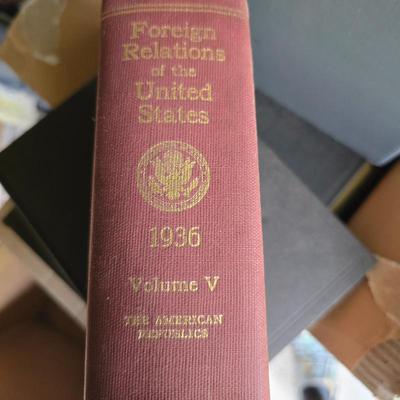 Foreign
Relations
of the
United
States
1936
Volume V
THE AMERICAN
REPUBLICS